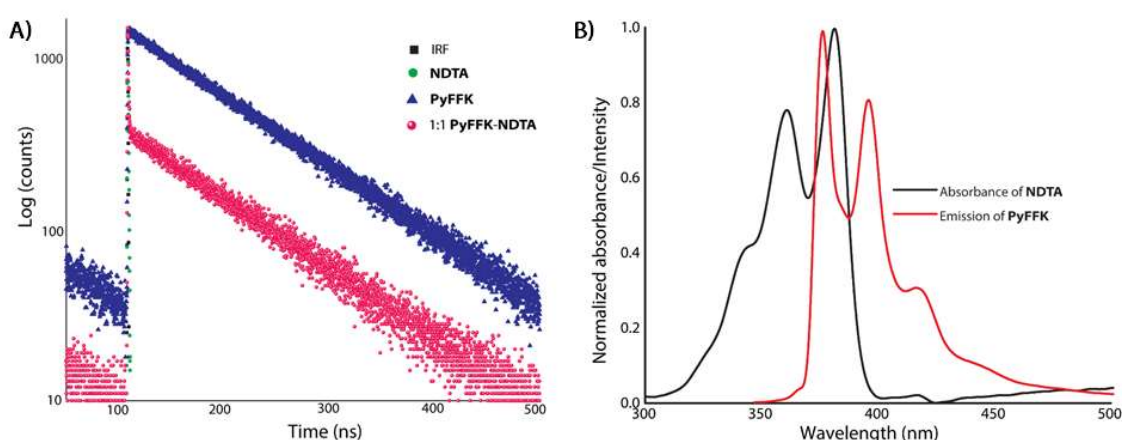 A)
Log (counts)
1000
100
10
IRF
NDTA
PyFFK
1:1 PyFFK-NDTA
100
200
300
400
500
Time (ns)
B)
Normalized absorbance/Intensity
1.0
0.8
0.6
0.4
0.2
0.0
Absorbance of NDTA
Emission of PyFFK
300
350
400
450
500
Wavelength (nm)